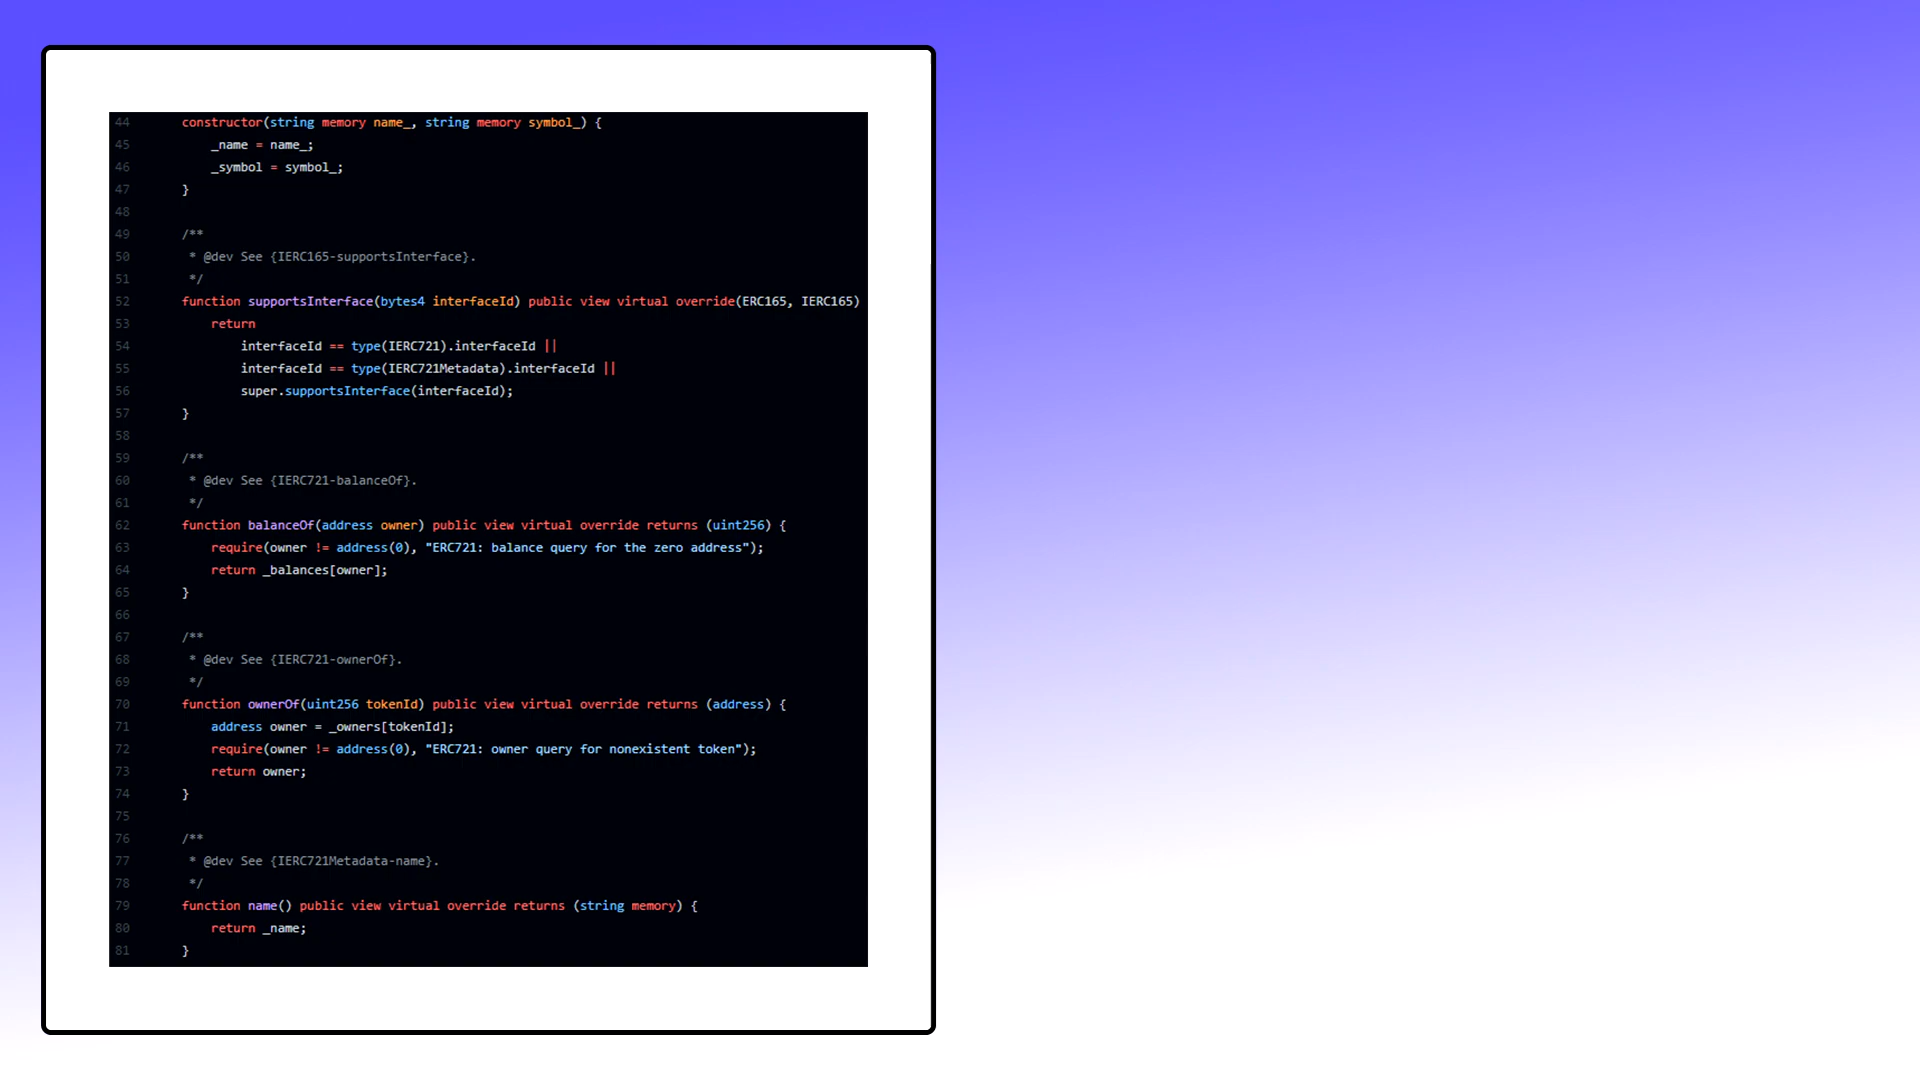 44 constructor(string memory name_, string memory symbol_) {
45 _name = name_;
46 _symbol = symbol_;
47 }
48
49 /**
50 * @dev See {IERC165-supportsInterface}.
51 */
52 function supportsInterface(bytes4 interfaceId) public view virtual override(ERC165, IERC165)
53 return
54 interfaceId == type(IERC721).interfaceId ||
55 interfaceId == type(IERC721Metadata).interfaceId ||
56 super.supportsInterface(interfaceId);
57 }
58
59 /**
60 * @dev See {IERC721-balanceOf}.
61 */
62 function balanceOf(address owner) public view virtual override returns (uint256) {
63 require(owner != address(0), "ERC721: balance query for the zero address");
64 return _balances[owner];
65 }
66
67 /**
68 * @dev See {IERC721-ownerOf}.
69 */
70 function ownerOf(uint256 tokenId) public view virtual override returns (address) {
71 address owner = _owners[tokenId];
72 require(owner != address(0), "ERC721: owner query for nonexistent token");
73 return owner;
74 }
75
76 /**
77 * @dev See {IERC721Metadata-name}.
78 */
79 function name() public view virtual override returns (string memory) {
80 return _name;
81 }